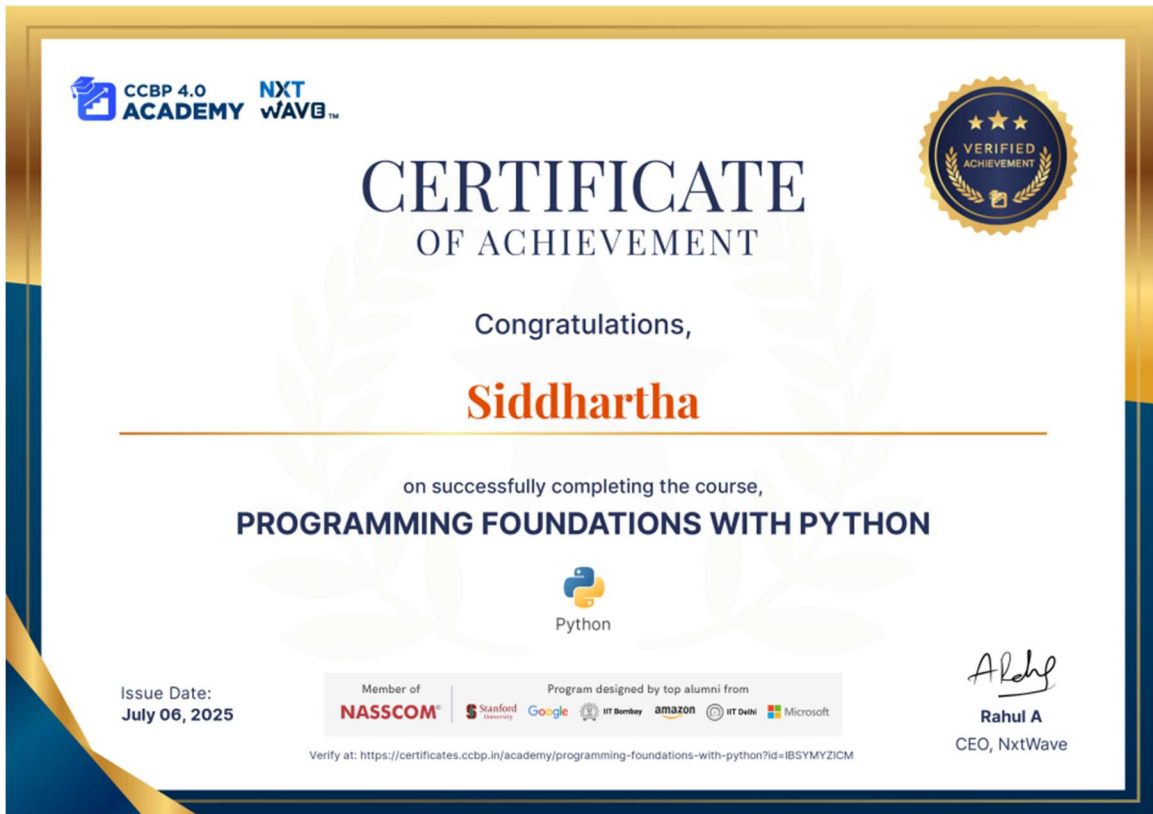 CCBP 4.0
ACADEMY
NXT
WAVE™
VERIFIED
ACHIEVEMENT
CERTIFICATE
OF ACHIEVEMENT
Congratulations,
Siddhartha
on successfully completing the course,
PROGRAMMING FOUNDATIONS WITH PYTHON
Python
Issue Date:
July 06, 2025
Member of
NASSCOM®
Program designed by top alumni from
Stanford
University
Google
IIT Bombay
amazon
IIT Delhi
Microsoft
Rahul A
CEO, NxtWave
Verify at: https://certificates.ccbp.in/academy/programming-foundations-with-python?id=IBSYMYZICM